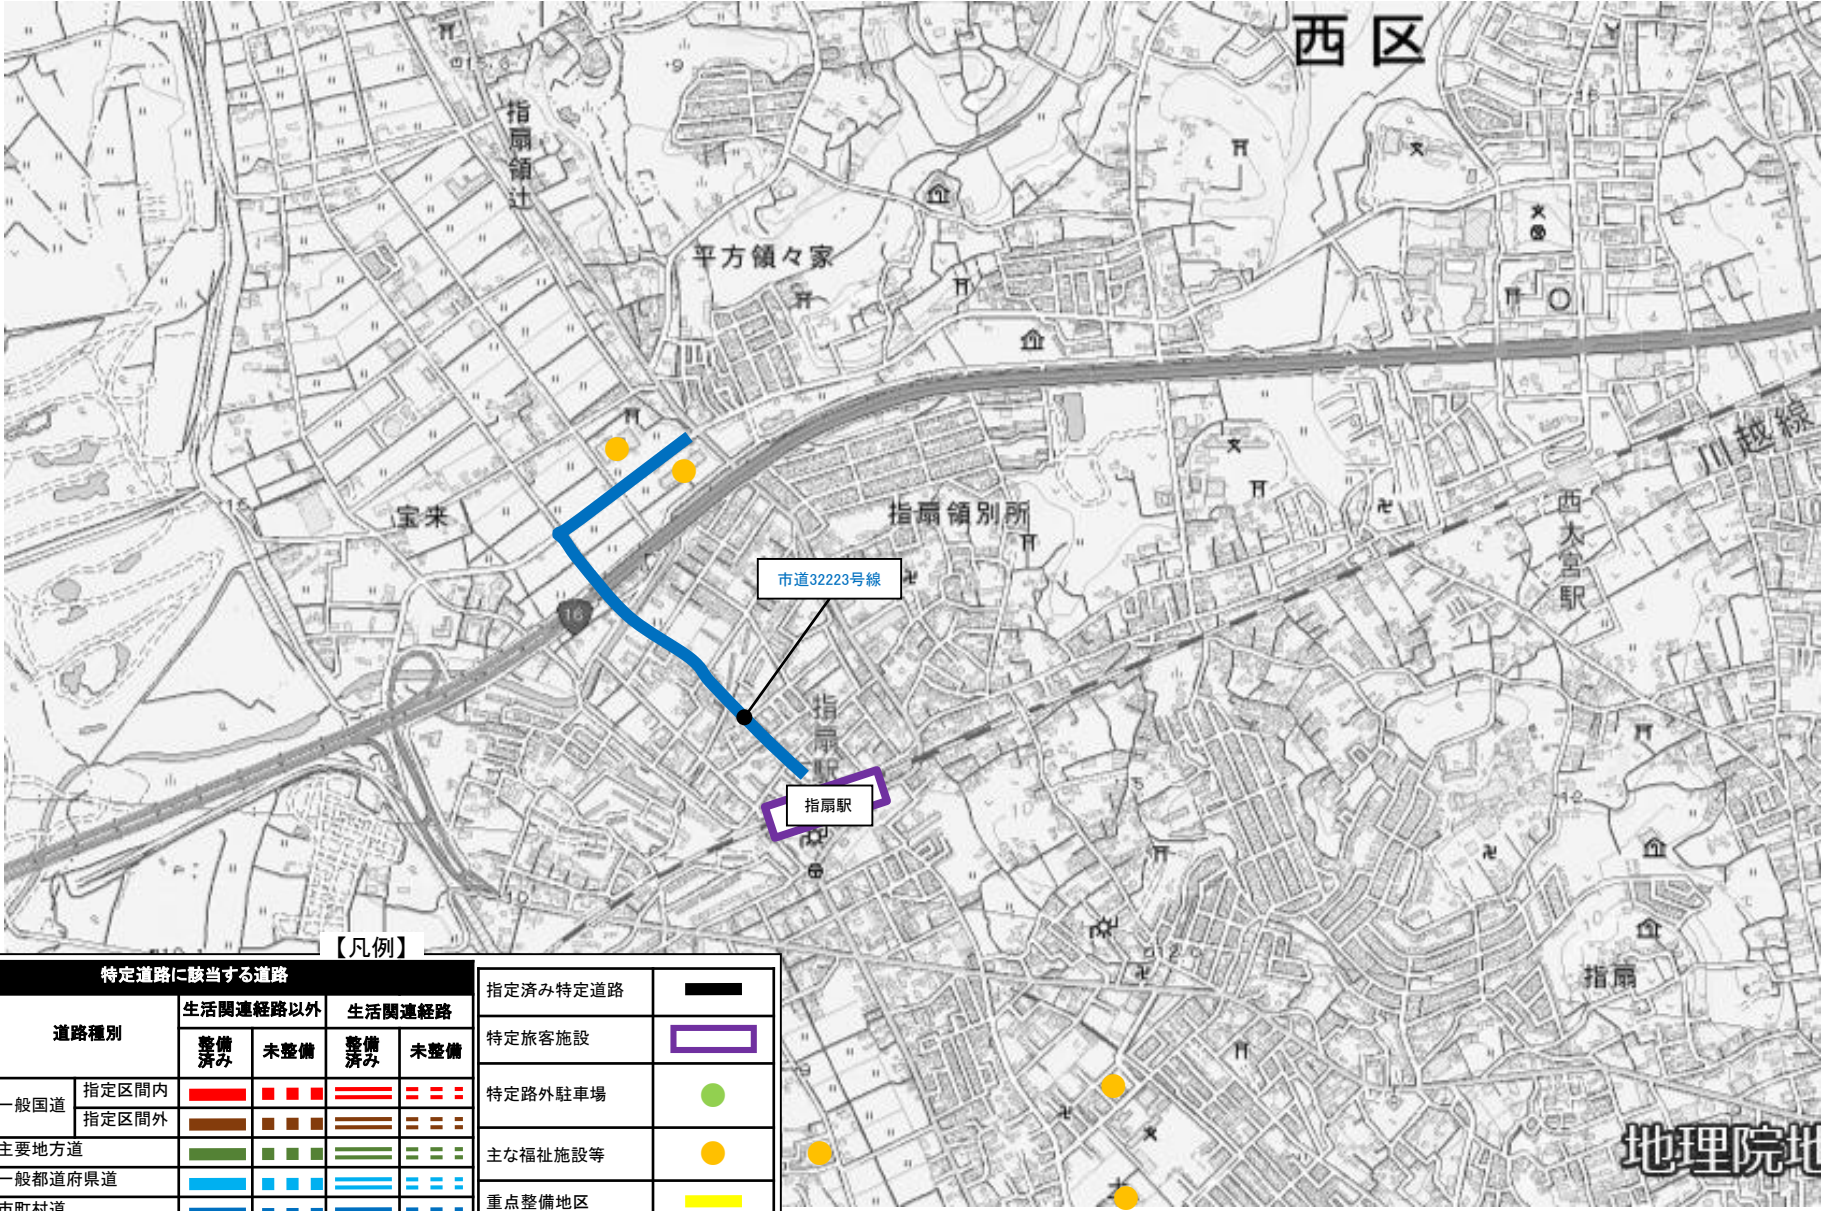 西区
指扇領辻
平方領々家
川越線
宝来
指扇領別所
西大宮駅
市道32223号線
16
指扇駅
指扇駅
指扇
地理院地
【凡例】
特定道路に該当する道路
道路種別
生活関連経路以外
生活関連経路
整備済み
未整備
整備済み
未整備
一般国道
指定区間内
指定区間外
主要地方道
一般都道府県道
市町村道
指定済み特定道路
特定旅客施設
特定路外駐車場
主な福祉施設等
重点整備地区